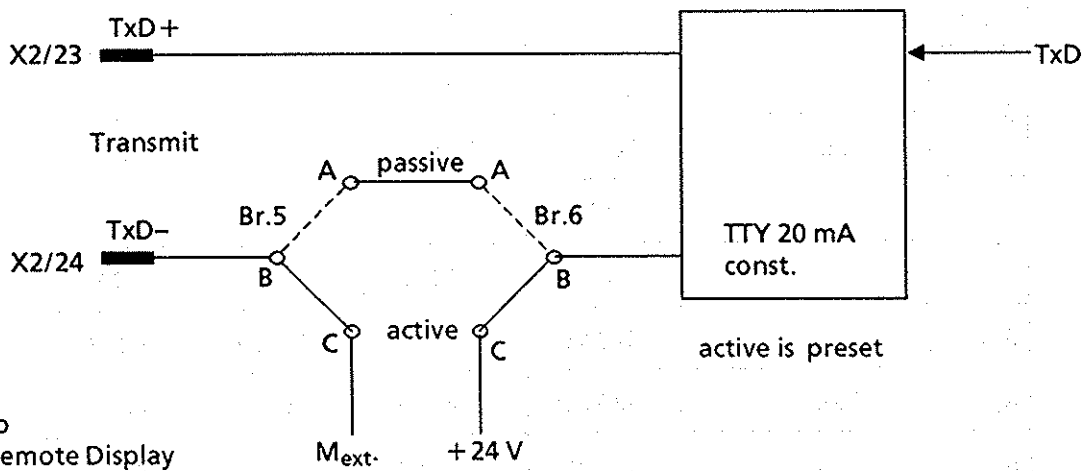 TxD+
X2/23
TxD
Transmit
A passive A
Br.5 Br.6
TxD–
X2/24
B B
TTY 20 mA
const.
C active C
active is preset
emote Display
Mext. +24 V